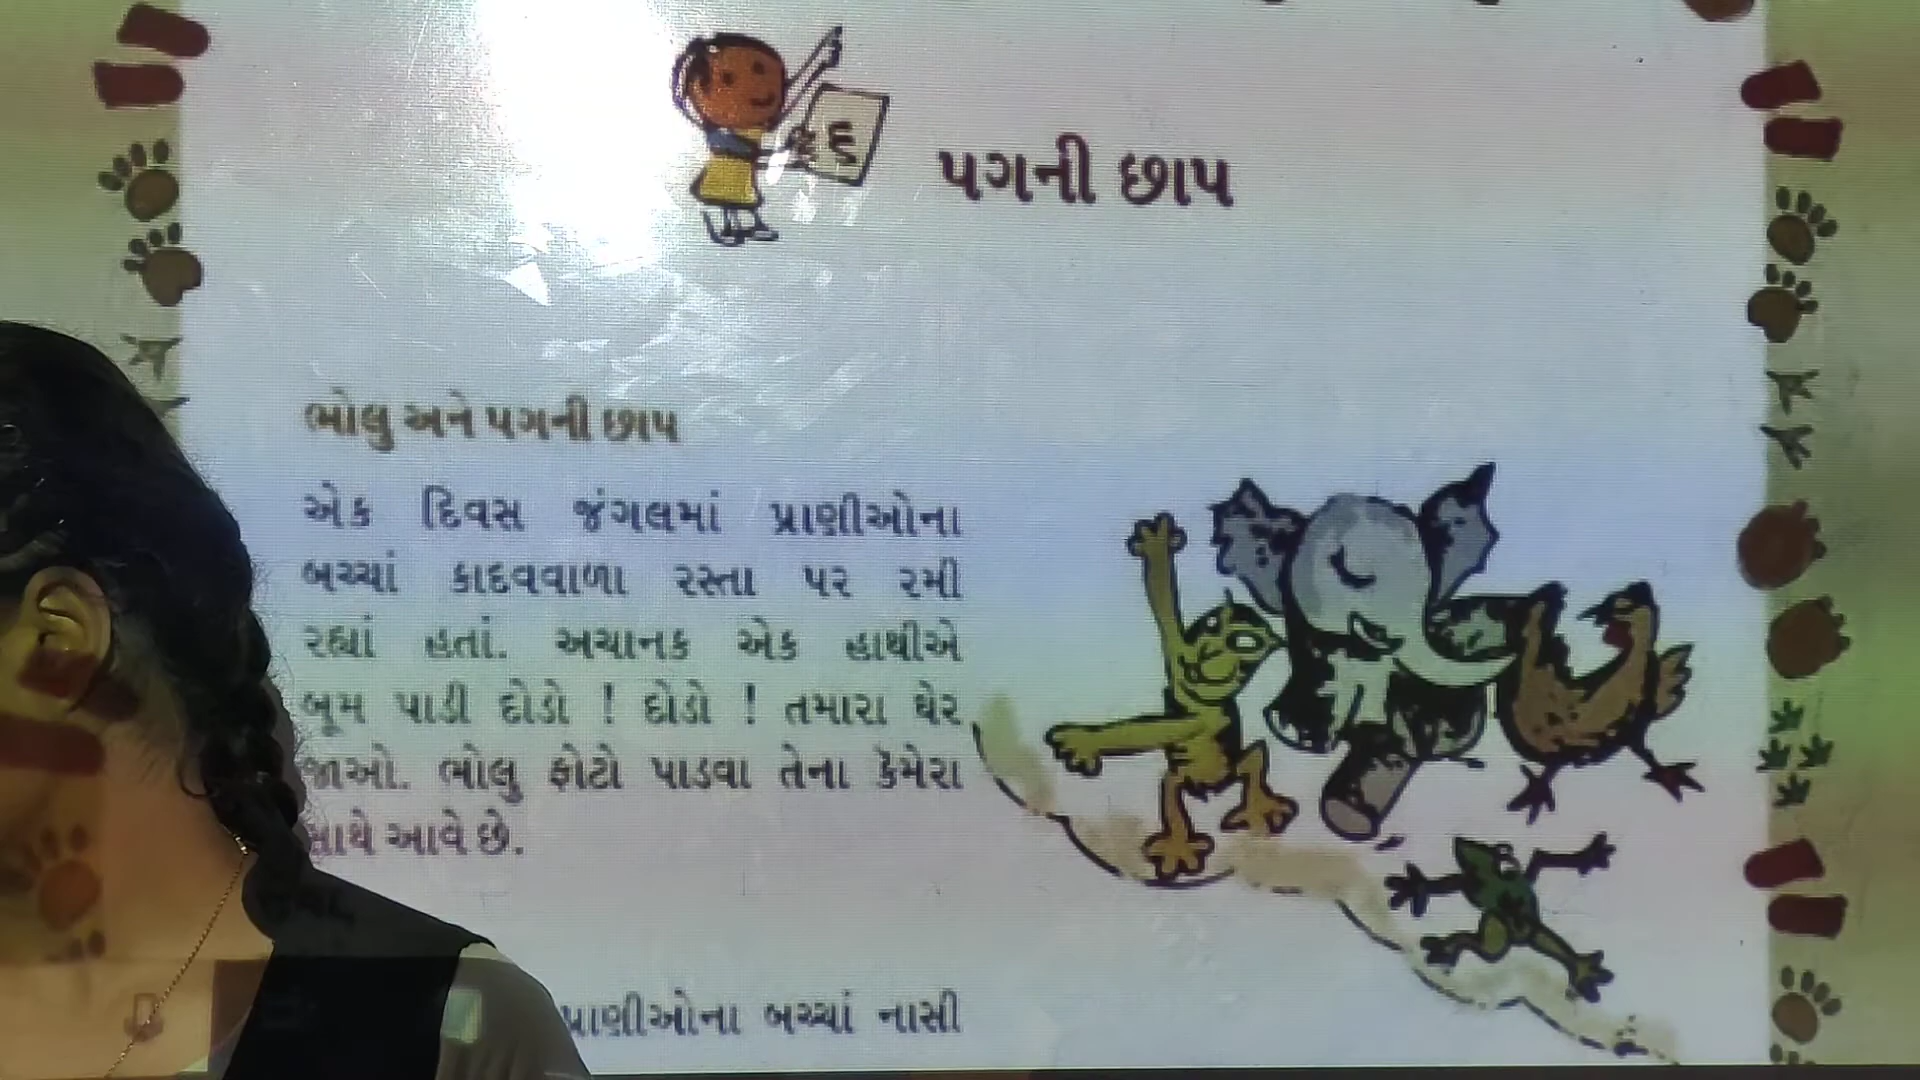 ૬
પગની છાપ
ભોલુ અને પગની છાપ
એક દિવસ જંગલમાં પ્રાણીઓના
બચ્ચાં કાદવવાળા રસ્તા પર રમી
રહ્યાં હતાં. અચાનક એક હાથીએ
બૂમ પાડી દોડો ! દોડો ! તમારા ઘેર
જાઓ. ભોલુ ફોટો પાડવા તેના કૅમેરા
સાથે આવે છે.
પ્રાણીઓના બચ્ચાં નાસી